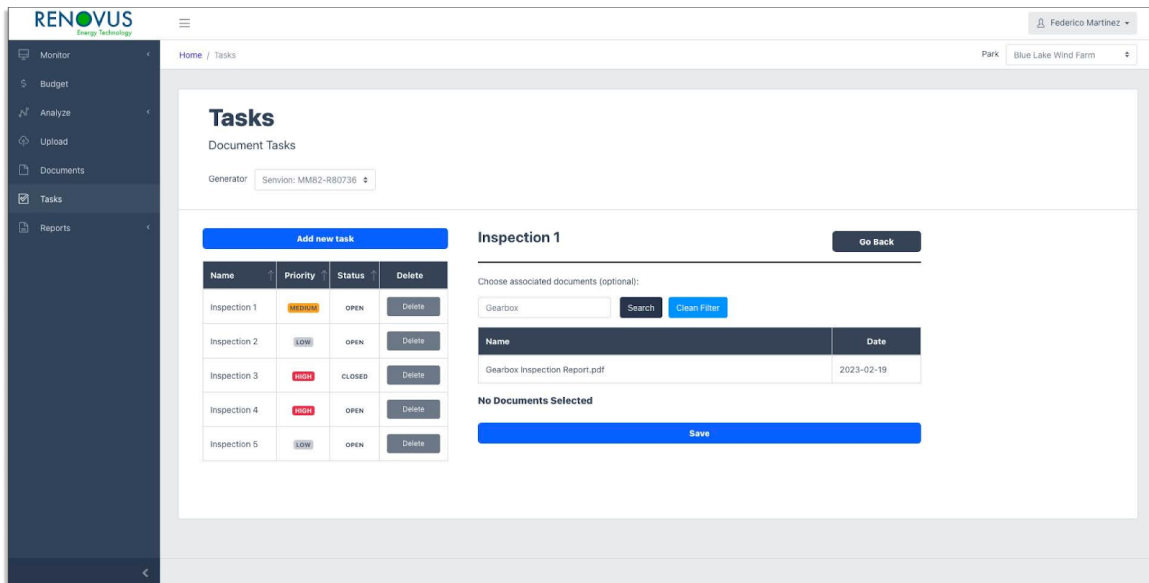 RENOVUS
Energy Technology
Federico Martinez
Monitor
Budget
Analyze
Upload
Documents
Tasks
Reports
Home / Tasks
Park Blue Lake Wind Farm
Tasks
Document Tasks
Generator Senvion: MM82-R80736
Add new task
Name Priority Status Delete
Inspection 1 MEDIUM OPEN Delete
Inspection 2 LOW OPEN Delete
Inspection 3 HIGH CLOSED Delete
Inspection 4 HIGH OPEN Delete
Inspection 5 LOW OPEN Delete
Inspection 1 Go Back
Choose associated documents (optional):
Gearbox Search Clean Filter
Name Date
Gearbox Inspection Report.pdf 2023-02-19
No Documents Selected
Save